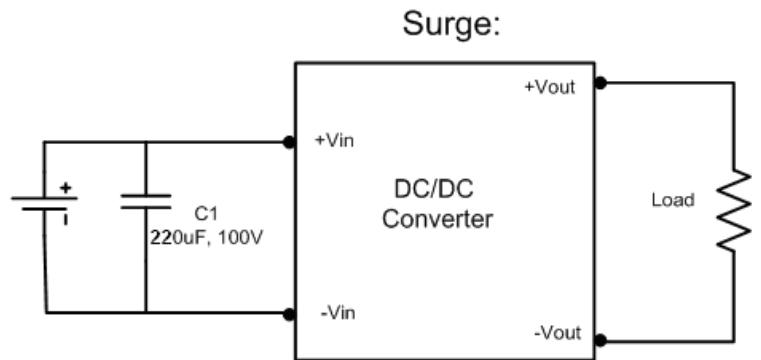 Surge:
+Vout
+Vin
DC/DC
Converter
Load
+
-
C1
220uF, 100V
-Vin
-Vout